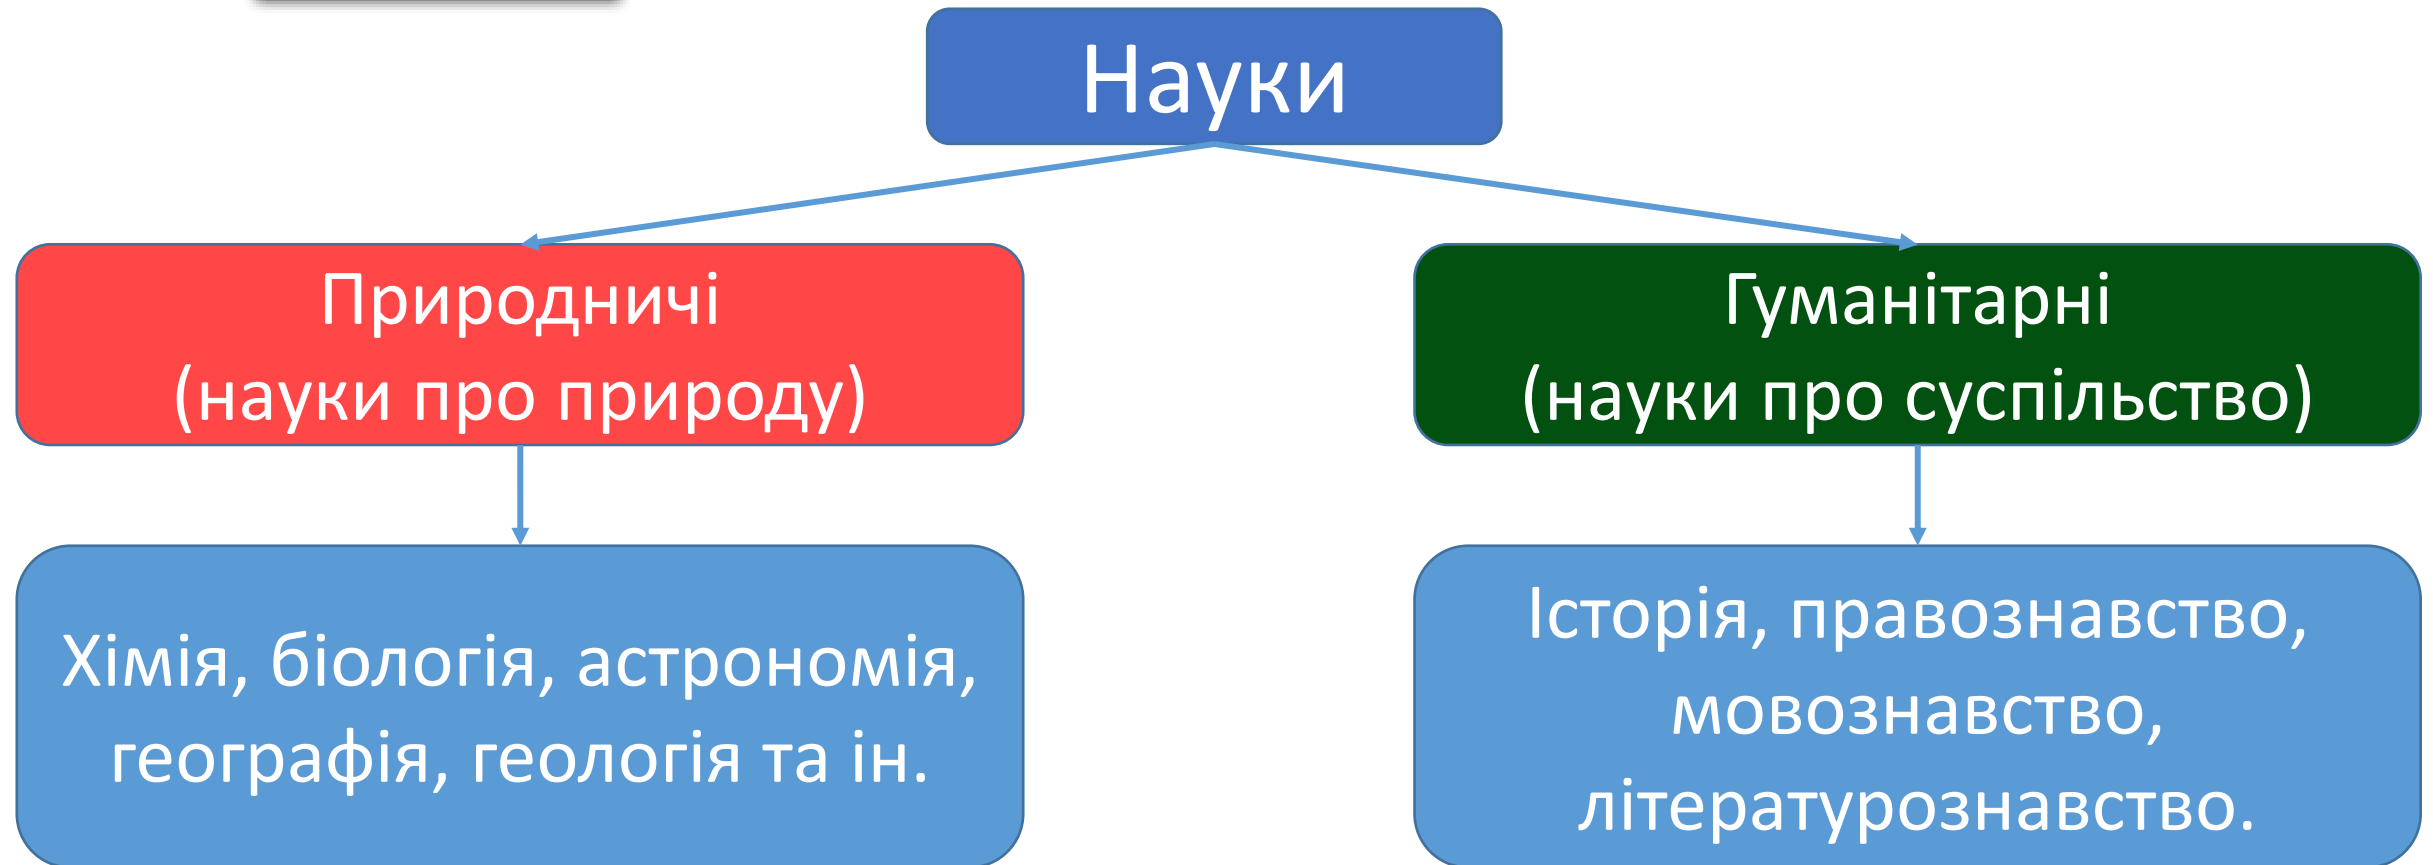 Науки
Природничі
(науки про природу)
Гуманітарні
(науки про суспільство)
Хімія, біологія, астрономія,
географія, геологія та ін.
Історія, правознавство,
мовознавство,
літературознавство.